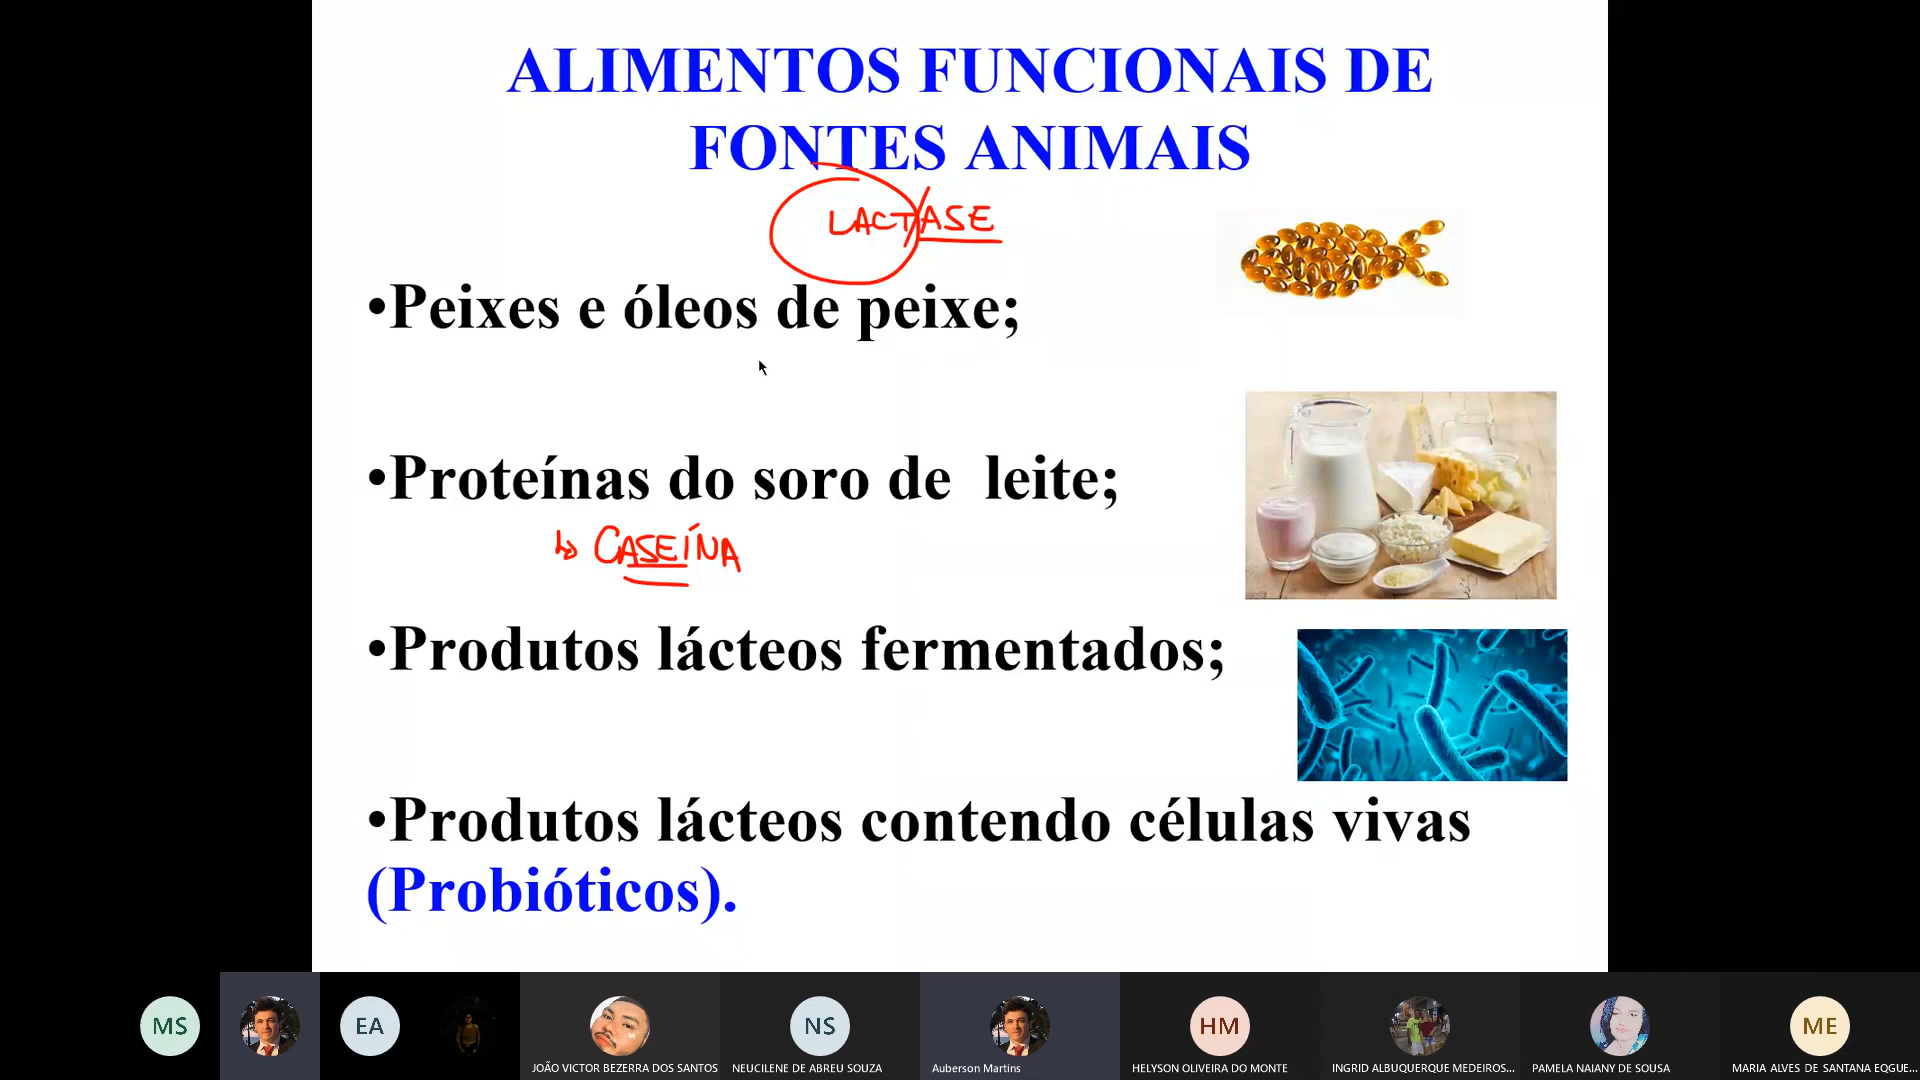 ALIMENTOS FUNCIONAIS DE
FONTES ANIMAIS
LACT/ASE
•Peixes e óleos de peixe;
•Proteínas do soro de leite;
↳ CASEÍNA
•Produtos lácteos fermentados;
•Produtos lácteos contendo células vivas
(Probióticos).
MS
EA
NS
HM
ME
JOÃO VICTOR BEZERRA DOS SANTOS
NEUCILENE DE ABREU SOUZA
Auberson Martins
HELYSON OLIVEIRA DO MONTE
INGRID ALBUQUERQUE MEDEIROS...
PAMELA NAIANY DE SOUSA
MARIA ALVES DE SANTANA EQGUE...